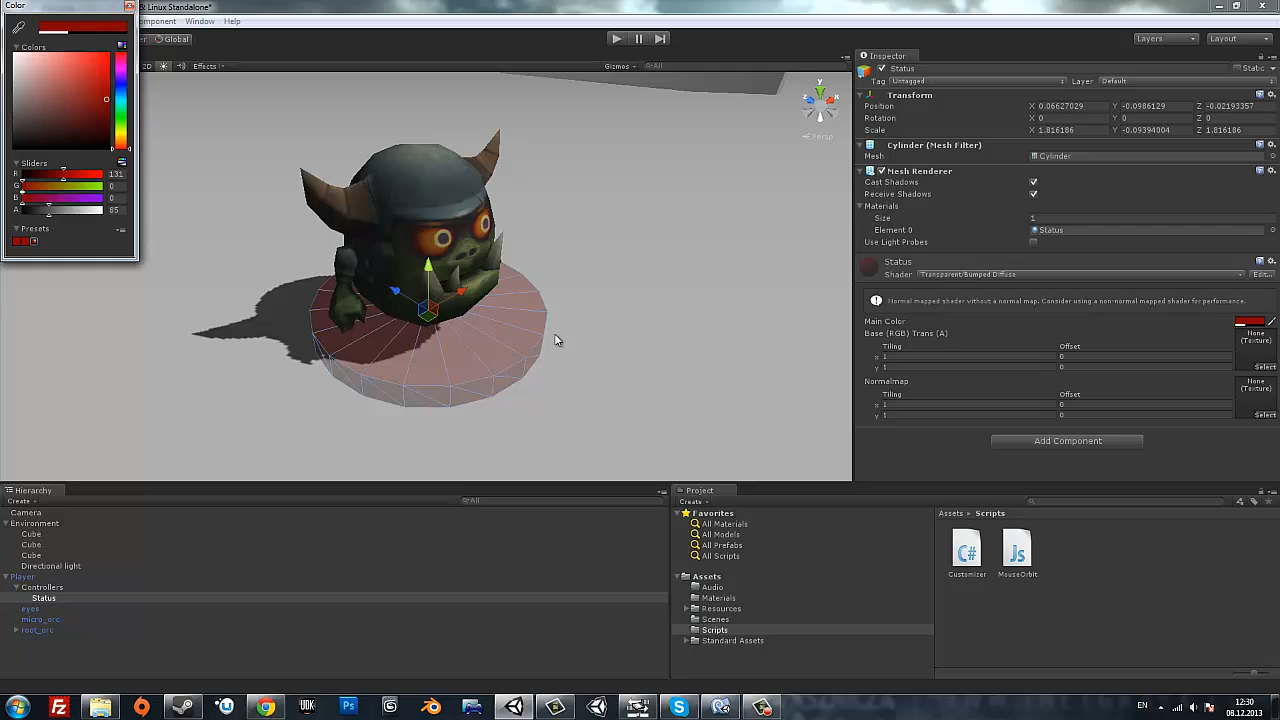 Color
Linux Standalone*
omponent Window Help
Global
Layers
Layout
Colors
2D
Effects
Gizmos
All
Inspector
Status
Static
Tag Untagged
Layer Default
Transform
Position X 0.06627029 Y -0.0986129 Z -0.02193357
Rotation X 0 Y 0 Z 0
Scale X 1.816186 Y -0.09394004 Z 1.816186
Cylinder (Mesh Filter)
Mesh Cylinder
Mesh Renderer
Cast Shadows
Receive Shadows
Materials
Size 1
Element 0 Status
Use Light Probes
Sliders
R 131
G 0
B 0
A 85
Presets
Y
X
Z
Persp
Status
Shader Transparent/Bumped Diffuse Edit...
Normal mapped shader without a normal map. Consider using a non-normal mapped shader for performance.
Main Color
Base (RGB) Trans (A)
None
(Texture)
Tiling Offset
x 1 0
y 1 0
Select
Normalmap
None
(Texture)
Tiling Offset
x 1 0
y 1 0
Select
Add Component
Hierarchy
Create
All
Camera
Environment
Cube
Cube
Cube
Directional light
Player
Controllers
Status
eyes
micro_orc
root_orc
Project
Create
Favorites
All Materials
All Models
All Prefabs
All Scripts
Assets
Audio
Materials
Resources
Scenes
Scripts
Standard Assets
Assets Scripts
C#
Js
Customizer
MouseOrbit
Fz
UDK
Ps
EN
12:30
08.12.2013